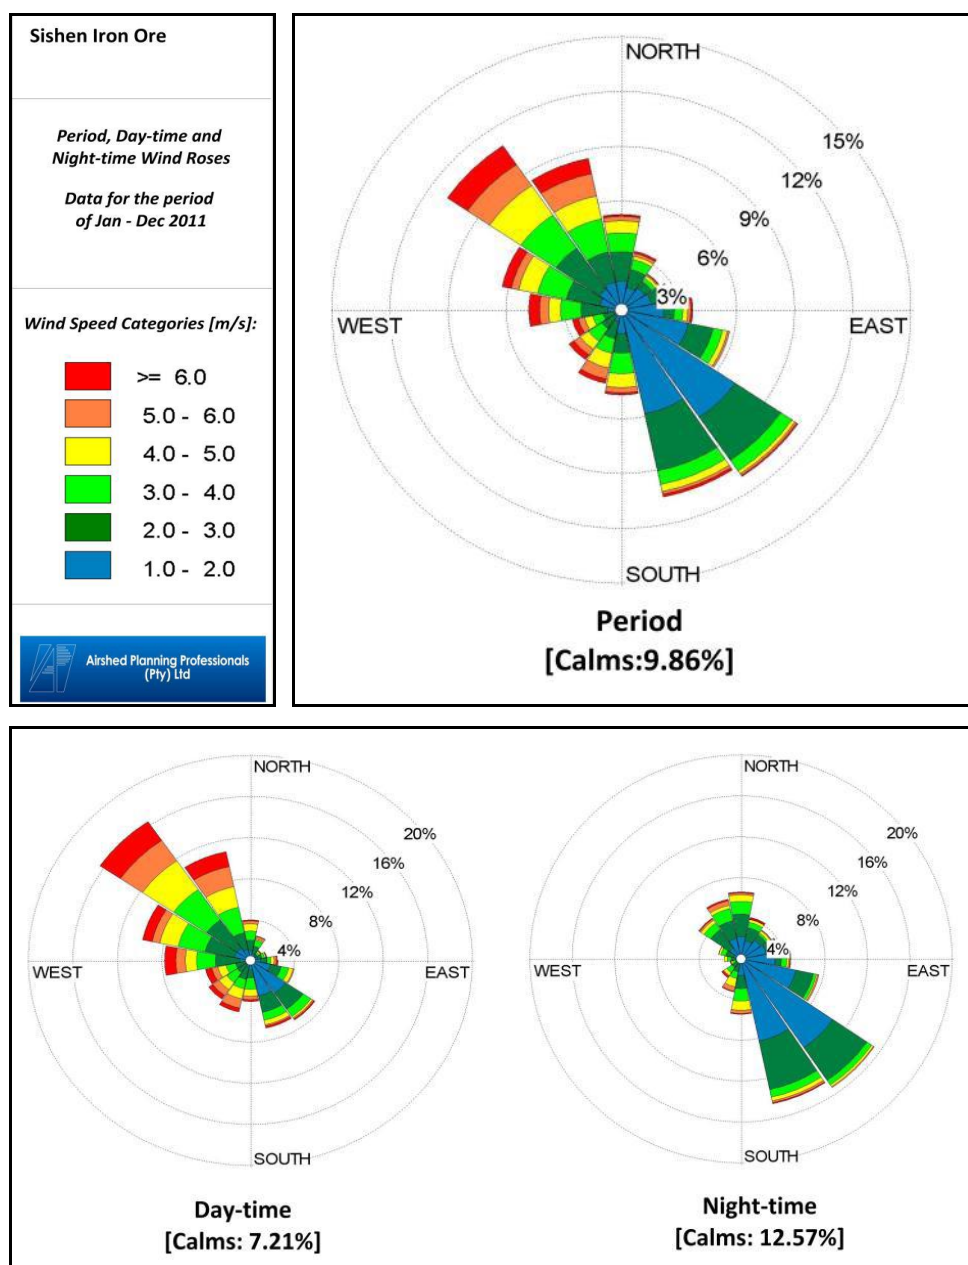 Sishen Iron Ore
Period, Day-time and
Night-time Wind Roses
Data for the period
of Jan - Dec 2011
Wind Speed Categories [m/s]:
>= 6.0
5.0 - 6.0
4.0 - 5.0
3.0 - 4.0
2.0 - 3.0
1.0 - 2.0
Airshed Planning Professionals
(Pty) Ltd
NORTH
15%
12%
9%
6%
3%
WEST
EAST
SOUTH
Period
[Calms:9.86%]
NORTH
20%
16%
12%
8%
4%
WEST
EAST
SOUTH
Day-time
[Calms: 7.21%]
NORTH
20%
16%
12%
8%
4%
WEST
EAST
SOUTH
Night-time
[Calms: 12.57%]